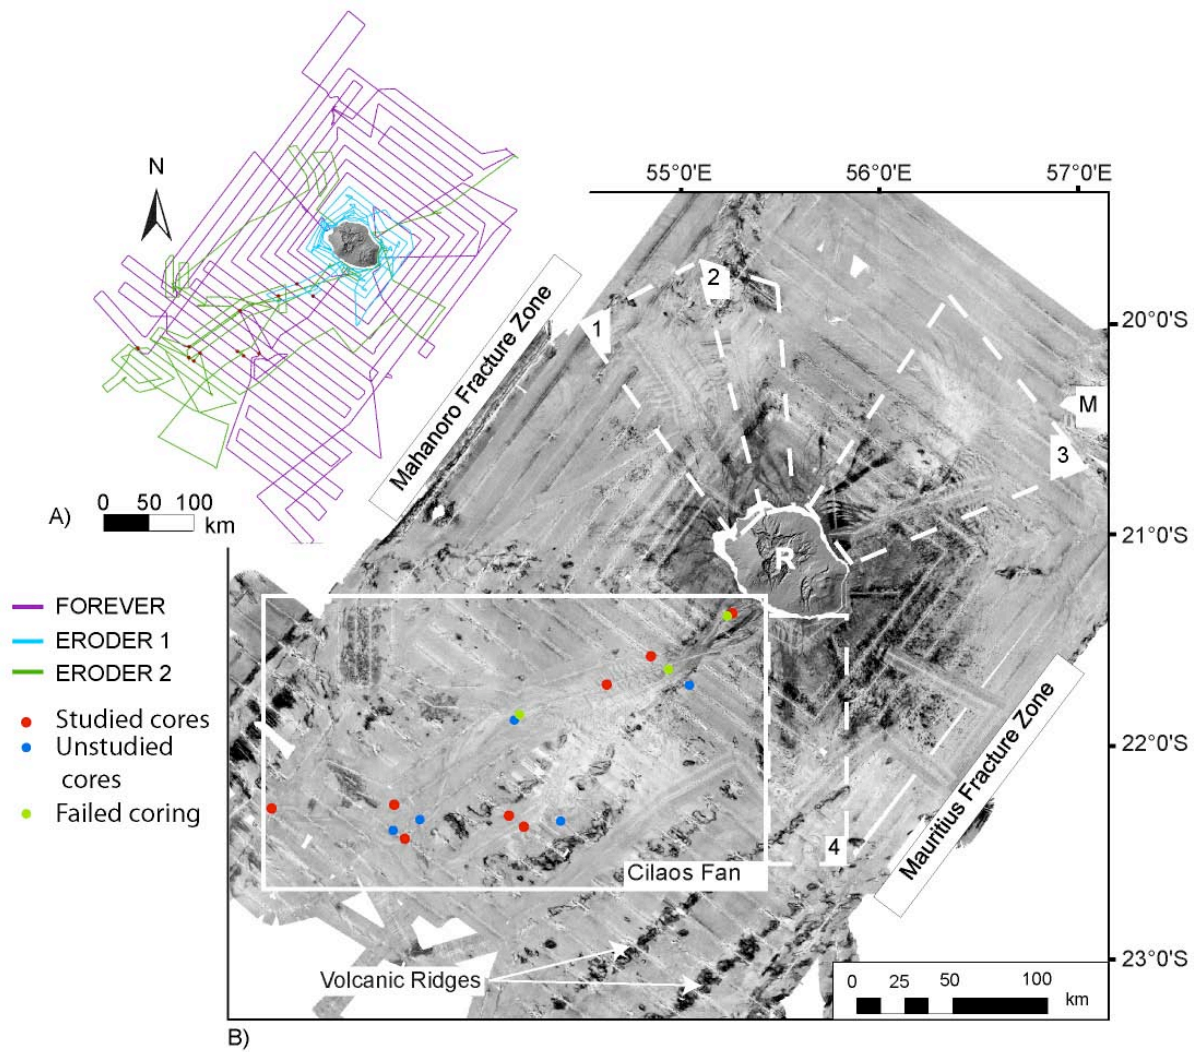 N
A)
0 50 100
km
FOREVER
ERODER 1
ERODER 2
Studied cores
Unstudied
cores
Failed coring
55°0'E
56°0'E
57°0'E
Mahanoro Fracture Zone
2
1
20°0'S
M
3
21°0'S
R
22°0'S
Mauritius Fracture Zone
4
Cilaos Fan
23°0'S
Volcanic Ridges
0 25 50 100
km
B)